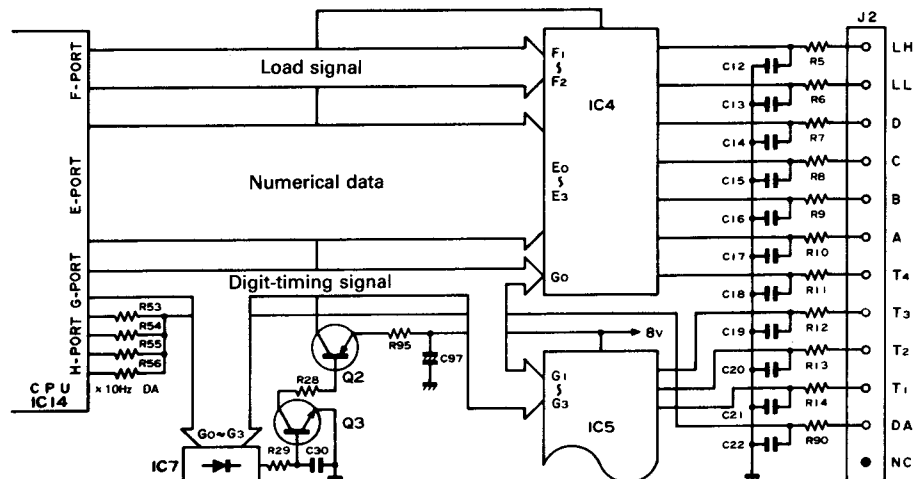 J2
F-PORT
E-PORT
G-PORT
H-PORT
CPU
IC14
Load signal
Numerical data
Digit-timing signal
F1
F2
IC4
E0
E3
G0
R53
R54
R55
R56
×10Hz DA
G0~G3
IC7
R28
R29
C30
Q2
Q3
R95
C97
8V
G1
G3
IC5
C12
R5
LH
C13
R6
LL
C14
R7
D
C15
R8
C
C16
R9
B
C17
R10
A
C18
R11
T4
C19
R12
T3
C20
R13
T2
C21
R14
T1
C22
R90
DA
NC